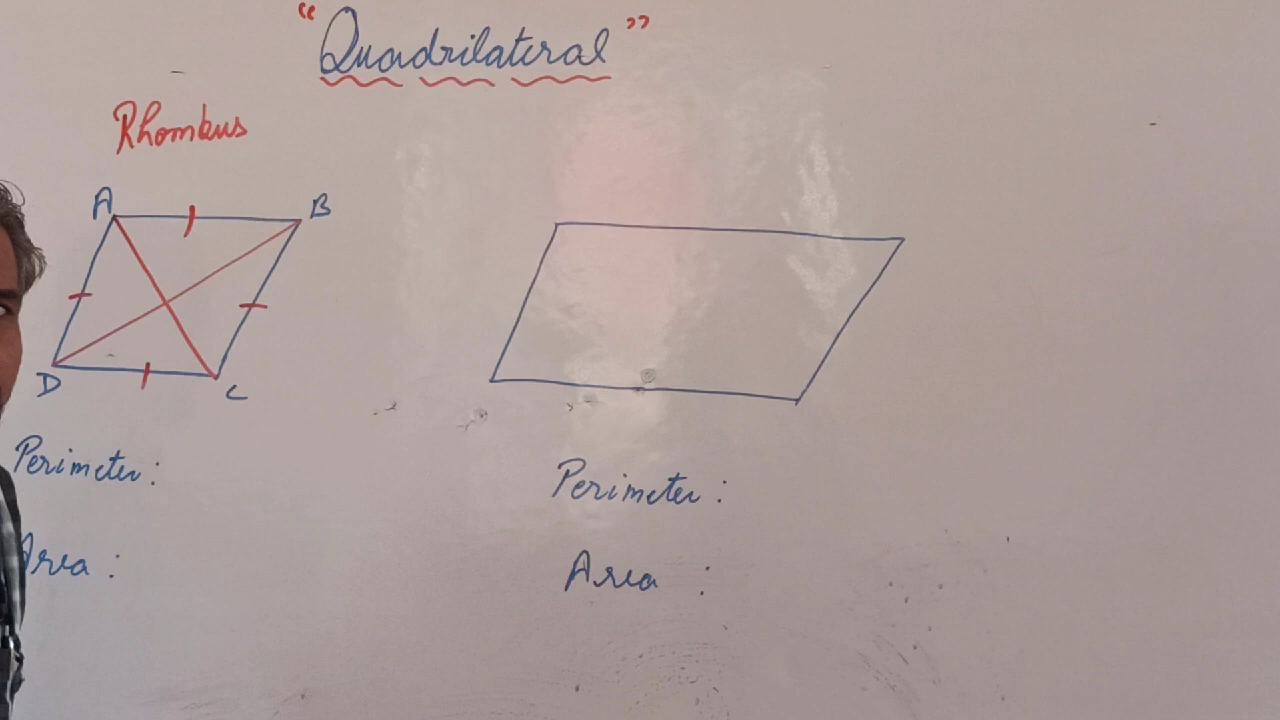 "Quadrilateral"
Rhombus
A
B
D
C
Perimeter :
Area :
Perimeter :
Area :